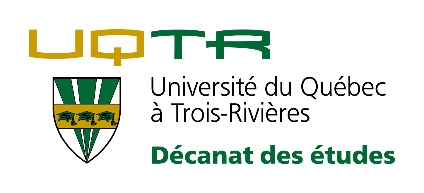 UQTR
Université du Québec
à Trois-Rivières
Décanat des études